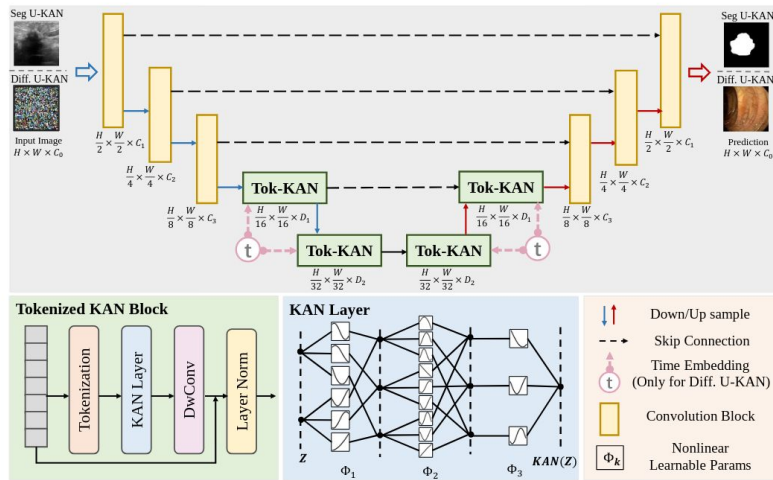 Seg U-KAN
Diff. U-KAN
Input Image
H × W × C₀
H/2 × W/2 × C₁
H/4 × W/4 × C₂
H/8 × W/8 × C₃
Tok-KAN
H/16 × W/16 × D₁
t
Tok-KAN
H/32 × W/32 × D₂
Tok-KAN
H/32 × W/32 × D₂
Tok-KAN
H/16 × W/16 × D₁
t
H/8 × W/8 × C₃
H/4 × W/4 × C₂
H/2 × W/2 × C₁
Seg U-KAN
Diff. U-KAN
Prediction
H × W × C₀
Tokenized KAN Block
Tokenization
KAN Layer
DwConv
Layer Norm
KAN Layer
Z
Φ₁
Φ₂
Φ₃
KAN(Z)
Down/Up sample
Skip Connection
t
Time Embedding
(Only for Diff. U-KAN)
Convolution Block
Φₖ
Nonlinear
Learnable Params